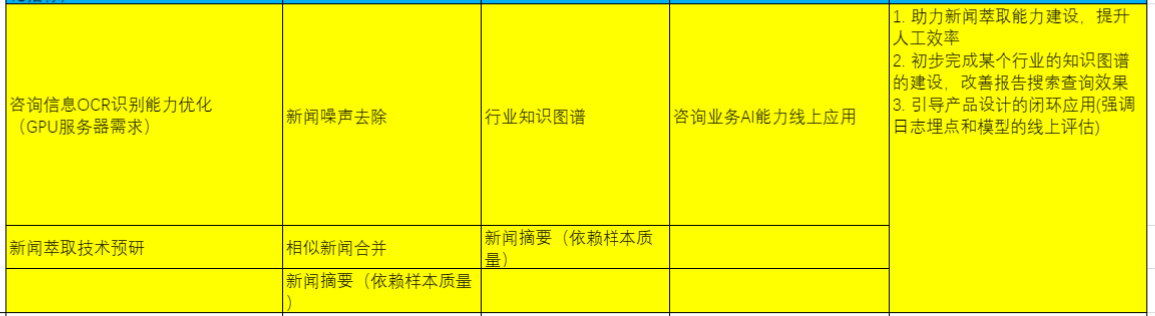 咨询信息OCR识别能力优化
（GPU服务器需求）
新闻噪声去除
行业知识图谱
咨询业务AI能力线上应用
1. 助力新闻萃取能力建设，提升
人工效率
2. 初步完成某个行业的知识图谱
的建设，改善报告搜索查询效果
3. 引导产品设计的闭环应用(强调
日志埋点和模型的线上评估)
新闻萃取技术预研
相似新闻合并
新闻摘要（依赖样本质
量）
新闻摘要（依赖样本质量
）